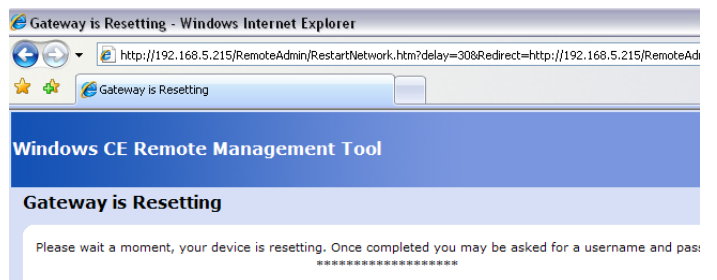 Gateway is Resetting - Windows Internet Explorer
http://192.168.5.215/RemoteAdmin/RestartNetwork.htm?delay=30&Redirect=http://192.168.5.215/RemoteAd
Gateway is Resetting
Windows CE Remote Management Tool
Gateway is Resetting
Please wait a moment, your device is resetting. Once completed you may be asked for a username and pass
*******************